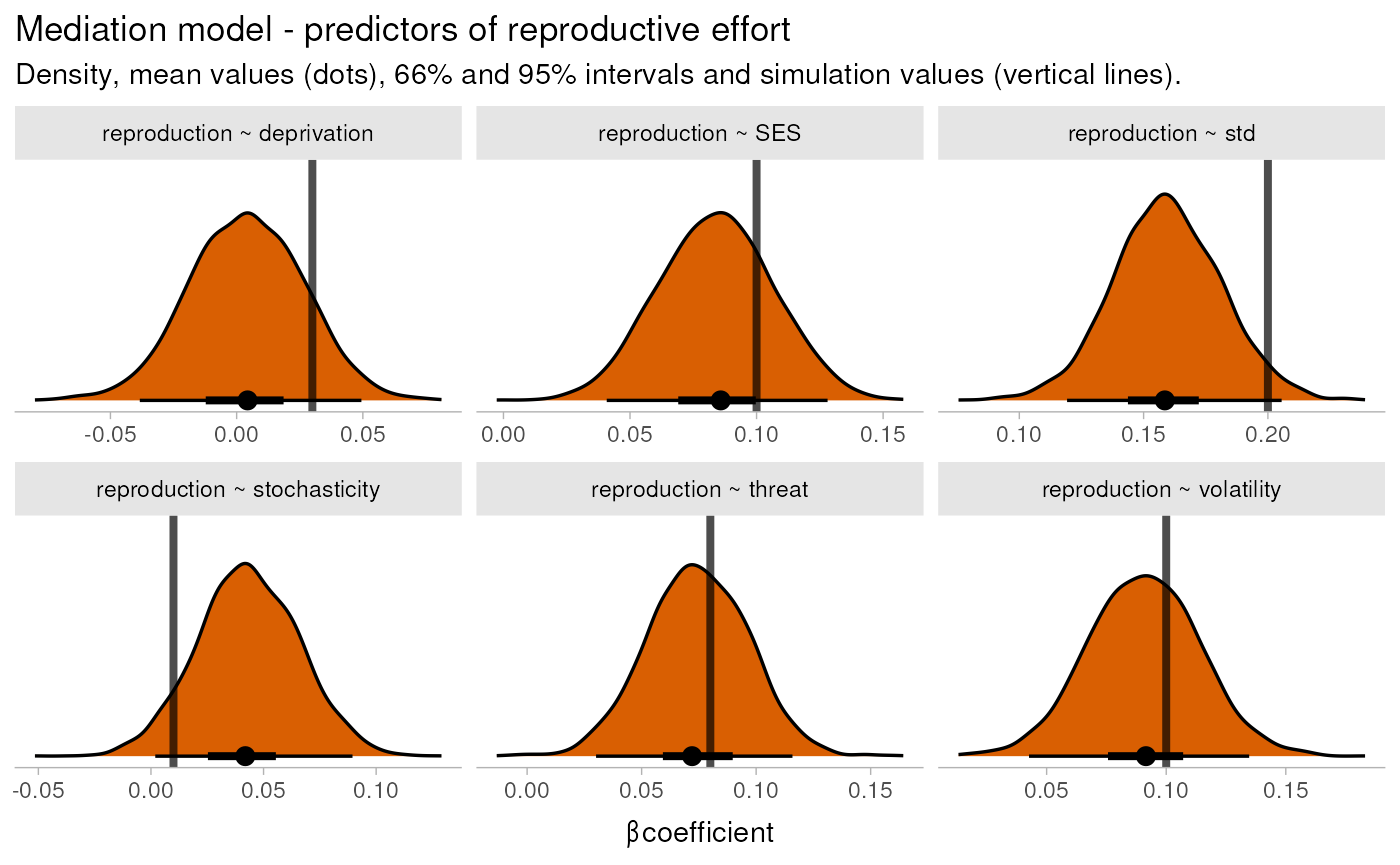 Mediation model - predictors of reproductive effort
Density, mean values (dots), 66% and 95% intervals and simulation values (vertical lines).
reproduction ~ deprivation
reproduction ~ SES
reproduction ~ std
-0.05 0.00 0.05
0.00 0.05 0.10 0.15
0.10 0.15 0.20
reproduction ~ stochasticity
reproduction ~ threat
reproduction ~ volatility
-0.05 0.00 0.05 0.10
0.00 0.05 0.10 0.15
0.05 0.10 0.15
βcoefficient